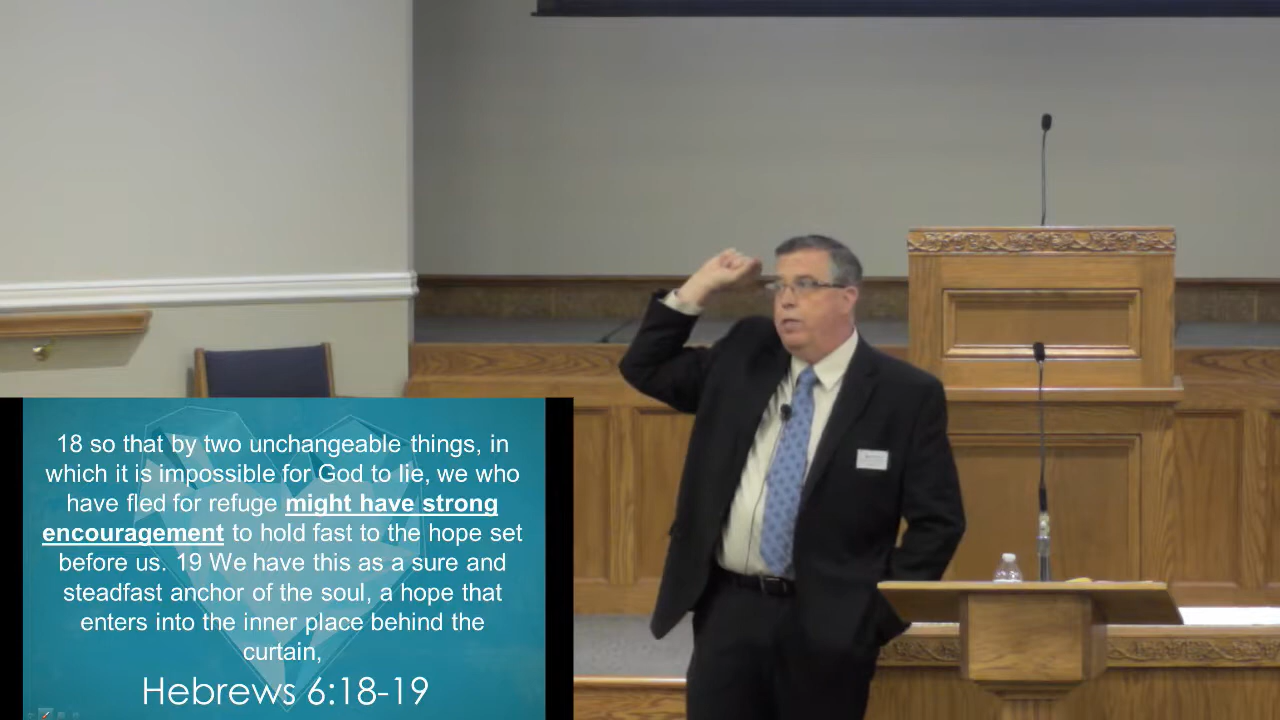 18 so that by two unchangeable things, in
which it is impossible for God to lie, we who
have fled for refuge might have strong
encouragement to hold fast to the hope set
before us. 19 We have this as a sure and
steadfast anchor of the soul, a hope that
enters into the inner place behind the
curtain,
Hebrews 6:18-19